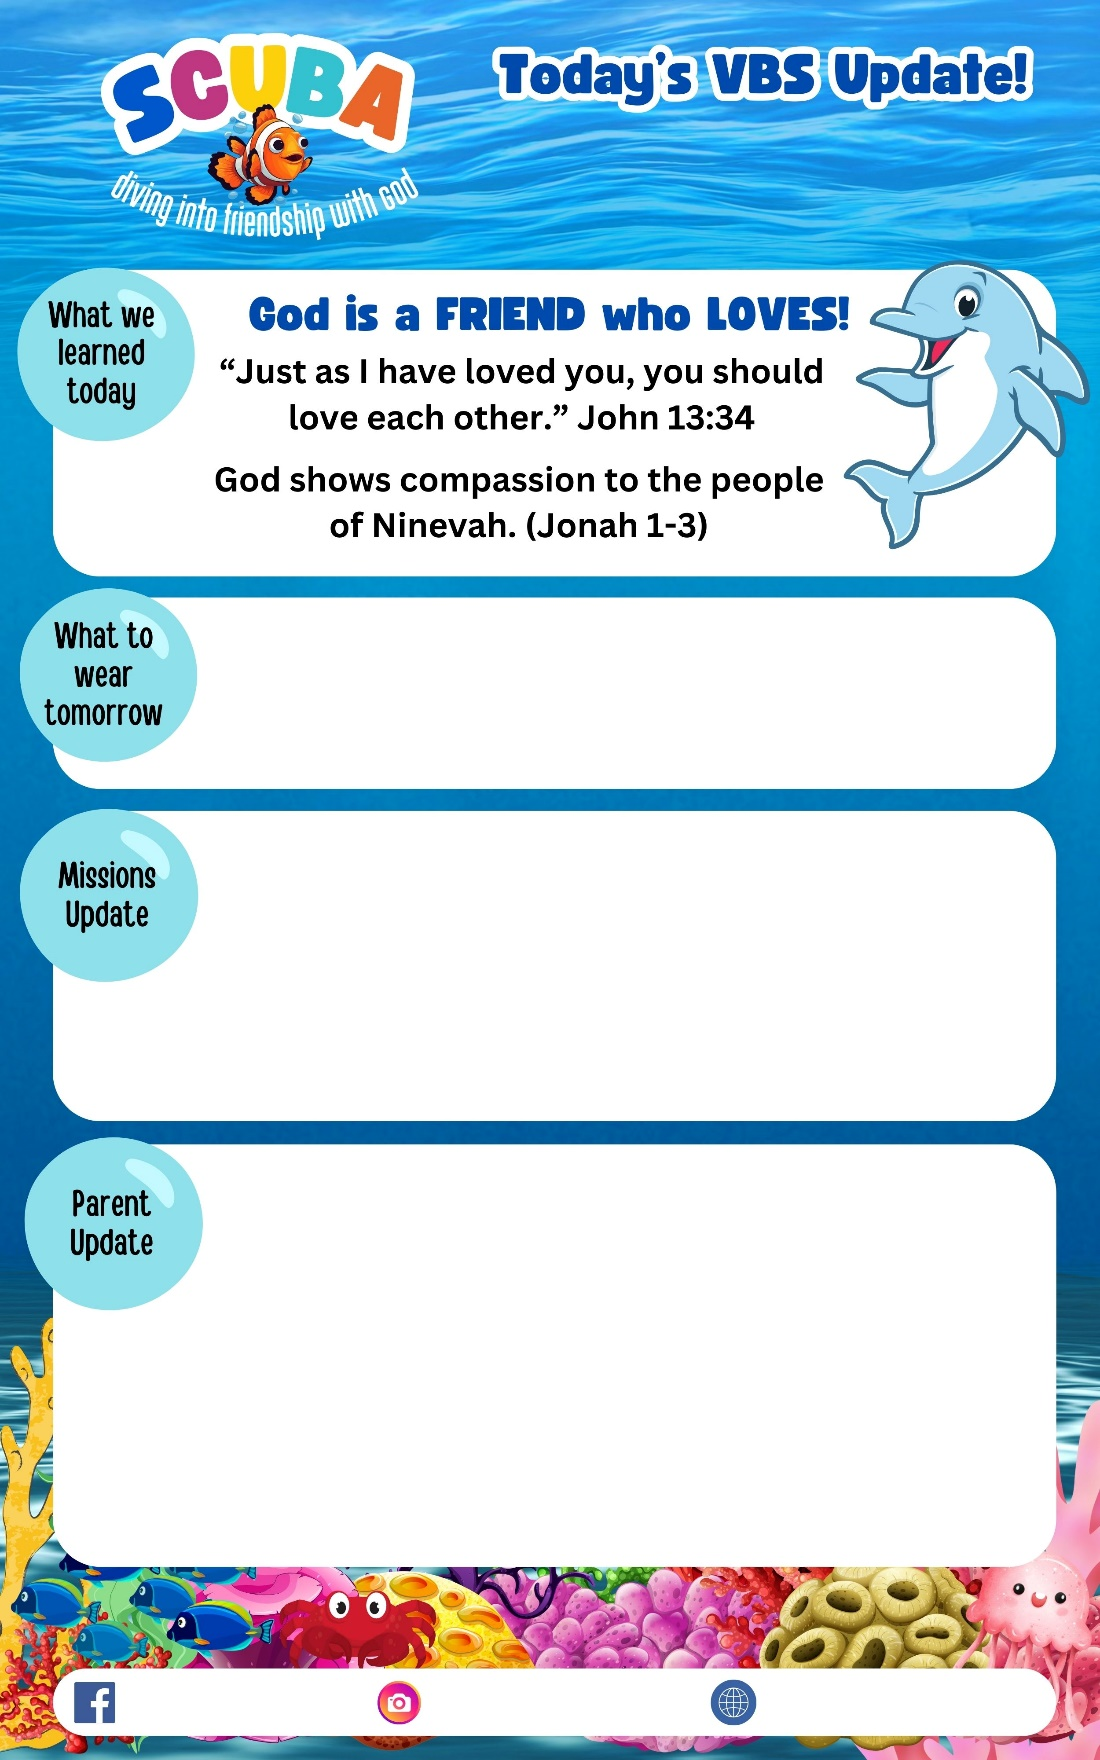 SCUBA
diving into friendship with God
Today's VBS Update!
What we
learned
today
God is a FRIEND who LOVES!
“Just as I have loved you, you should
love each other.” John 13:34
God shows compassion to the people
of Ninevah. (Jonah 1-3)
What to
wear
tomorrow
Missions
Update
Parent
Update